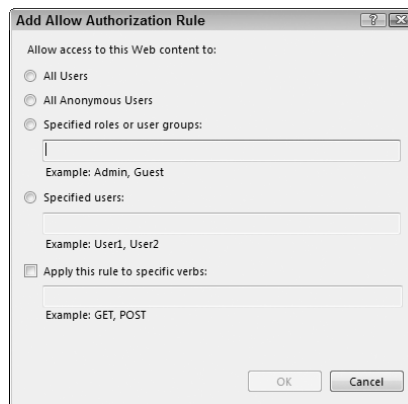 Add Allow Authorization Rule
Allow access to this Web content to:
All Users
All Anonymous Users
Specified roles or user groups:
Example: Admin, Guest
Specified users:
Example: User1, User2
Apply this rule to specific verbs:
Example: GET, POST
OK Cancel